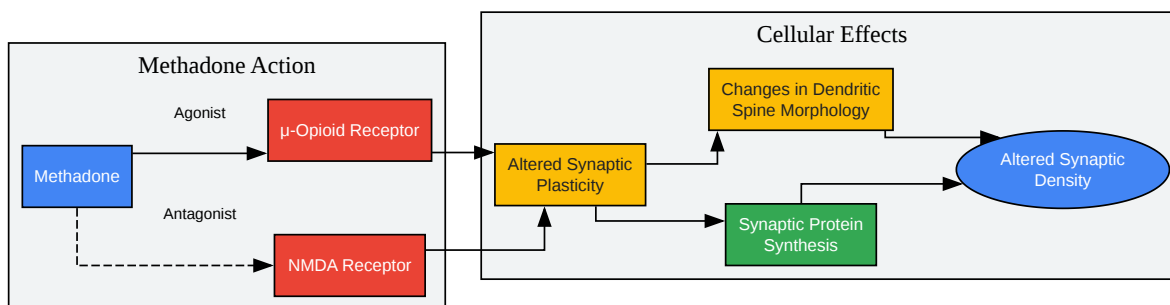 Methadone Action
Agonist
μ-Opioid Receptor
Methadone
Antagonist
NMDA Receptor
Cellular Effects
Changes in Dendritic
Spine Morphology
Altered Synaptic
Plasticity
Synaptic Protein
Synthesis
Altered Synaptic
Density